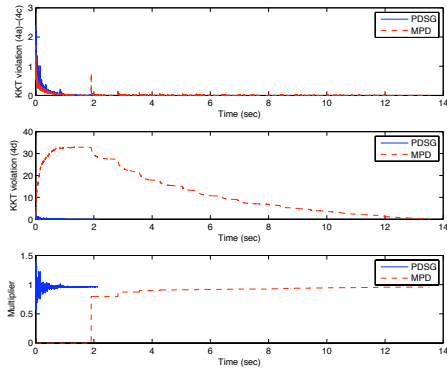 3
2
1
0
KKT violation (4a)–(4c)
0 2 4 6 8 10 12 14
Time (sec)
PDSG
MPD
40
30
20
10
0
KKT violation (4d)
0 2 4 6 8 10 12 14
Time (sec)
PDSG
MPD
1.5
1
0.5
0
Multiplier
0 2 4 6 8 10 12 14
Time (sec)
PDSG
MPD